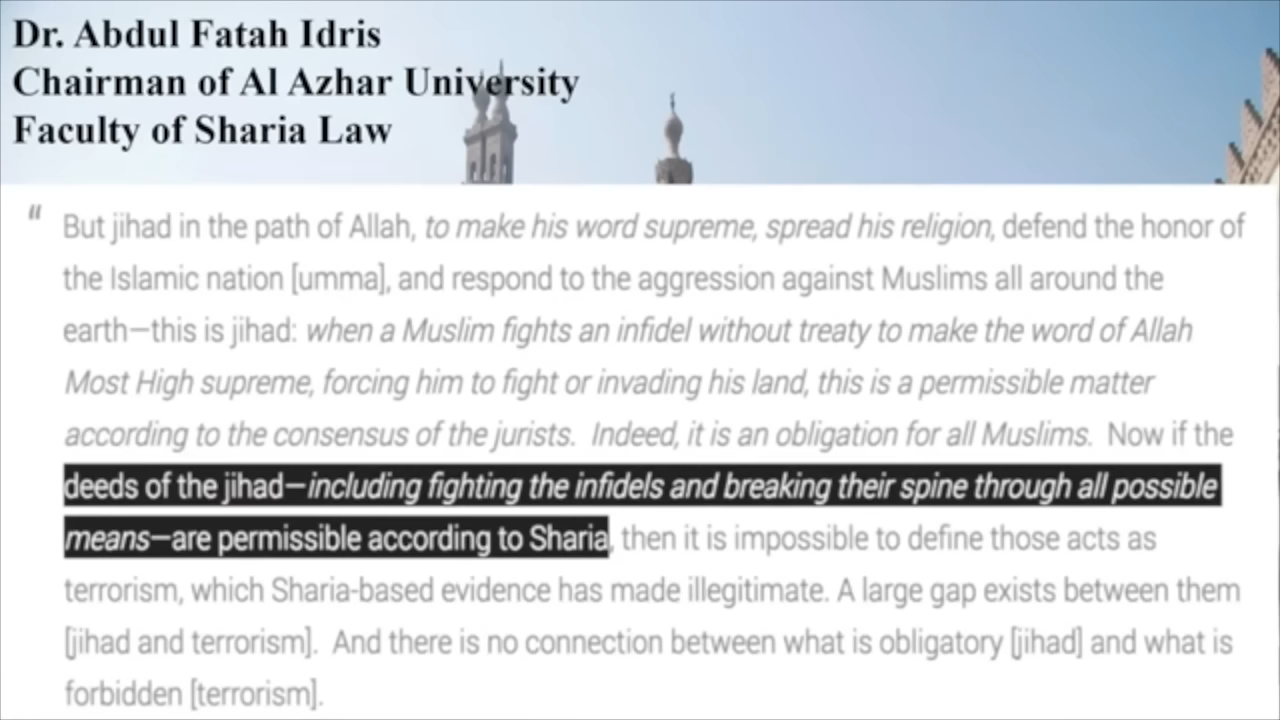 Dr. Abdul Fatah Idris
Chairman of Al Azhar University
Faculty of Sharia Law
“ But jihad in the path of Allah, to make his word supreme, spread his religion, defend the honor of
the Islamic nation [umma], and respond to the aggression against Muslims all around the
earth—this is jihad: when a Muslim fights an infidel without treaty to make the word of Allah
Most High supreme, forcing him to fight or invading his land, this is a permissible matter
according to the consensus of the jurists. Indeed, it is an obligation for all Muslims. Now if the
deeds of the jihad—including fighting the infidels and breaking their spine through all possible
means—are permissible according to Sharia, then it is impossible to define those acts as
terrorism, which Sharia-based evidence has made illegitimate. A large gap exists between them
[jihad and terrorism]. And there is no connection between what is obligatory [jihad] and what is
forbidden [terrorism].